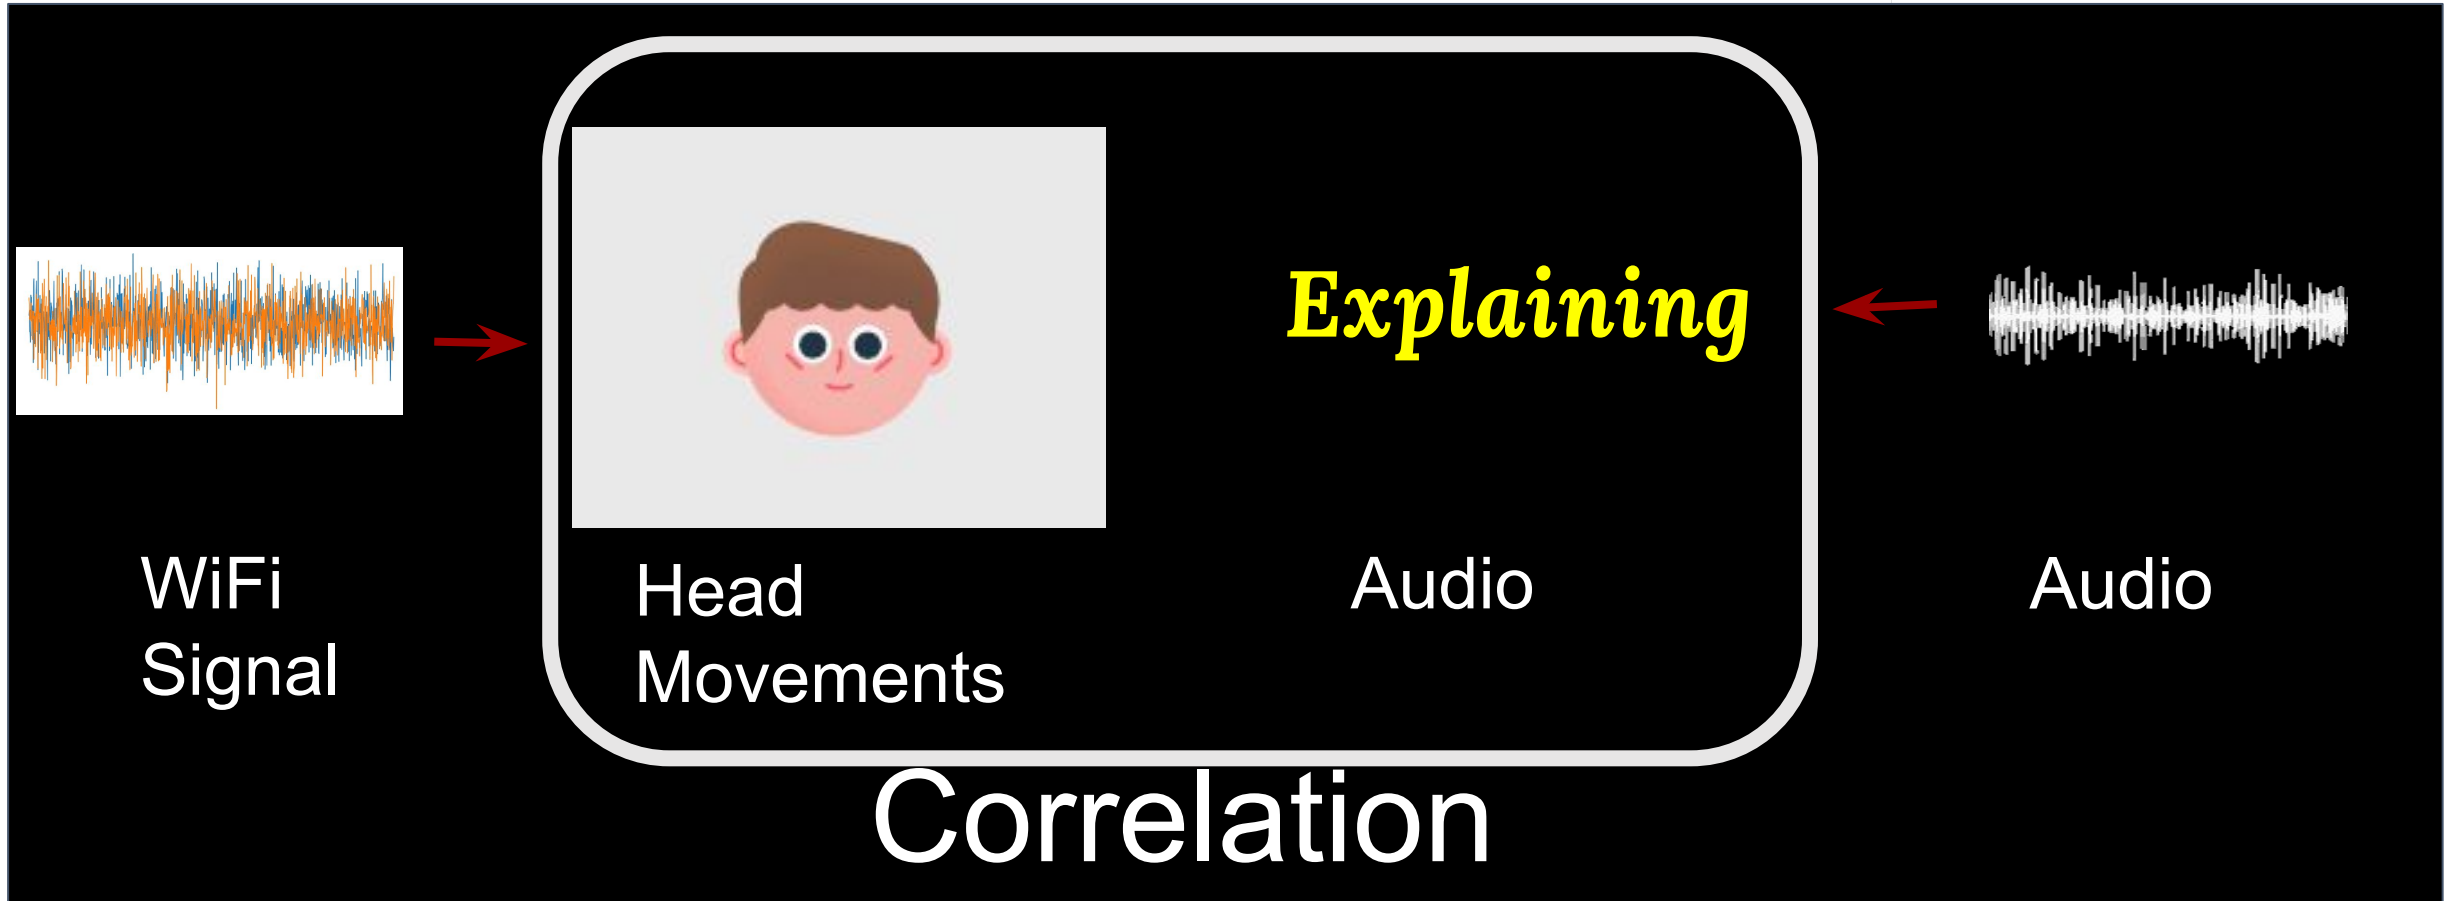 Explaining
WiFi
Signal
Head
Movements
Audio
Audio
Correlation